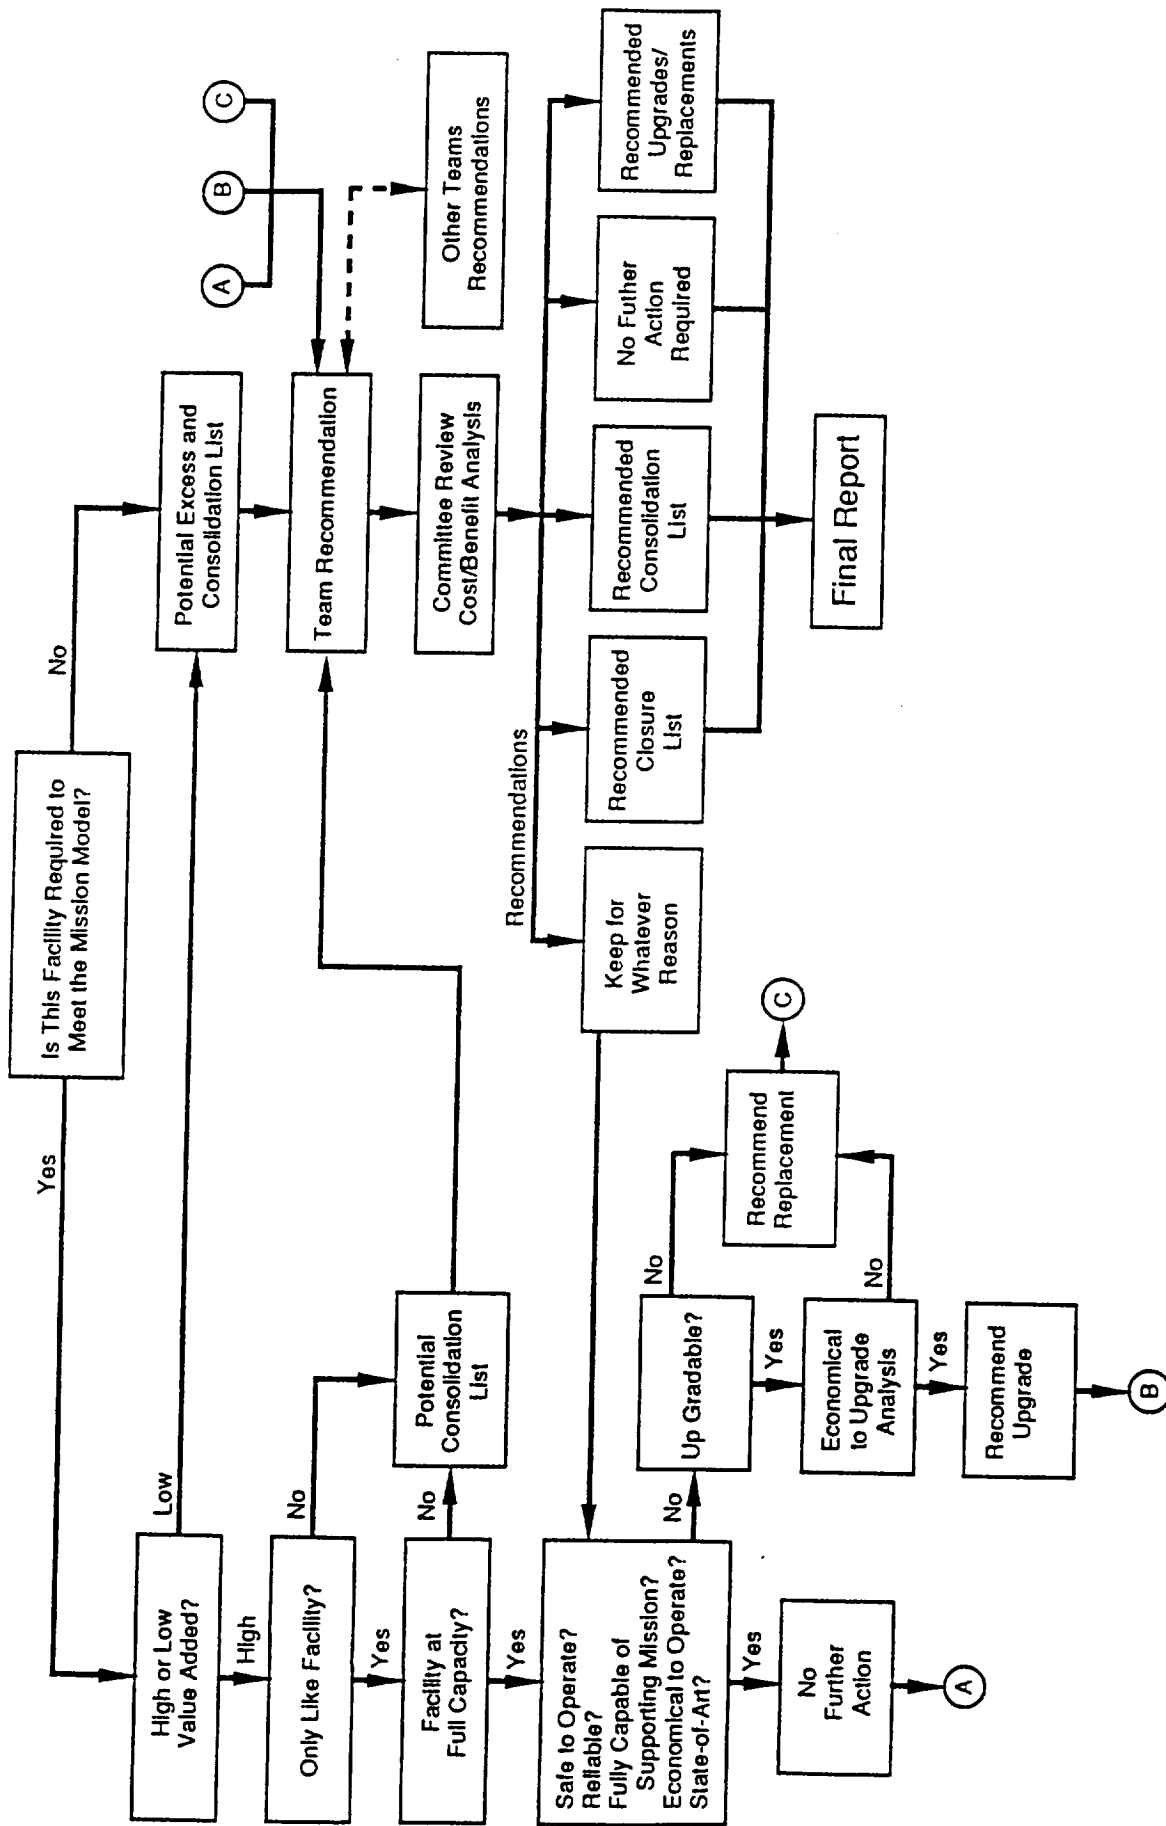 Is This Facility Required to
Meet the Mission Model?
Yes
No
High or Low
Value Added?
Low
High
Potential Excess and
Consolidation List
A
B
C
Only Like Facility?
No
Yes
Team Recommendation
Facility at
Full Capacity?
No
Yes
Potential
Consolidation
List
Committee Review
Cost/Benefit Analysis
Other Teams
Recommendations
Recommendations
Safe to Operate?
Reliable?
Fully Capable of
Supporting Mission?
Economical to Operate?
State-of-Art?
No
Yes
Up Gradable?
No
Yes
Keep for
Whatever
Reason
Recommended
Closure
List
Recommended
Consolidation
List
No Futher
Action
Required
Recommended
Upgrades/
Replacements
Recommend
Replacement
C
No
Further
Action
A
Economical
to Upgrade
Analysis
No
Yes
Recommend
Upgrade
B
Final Report